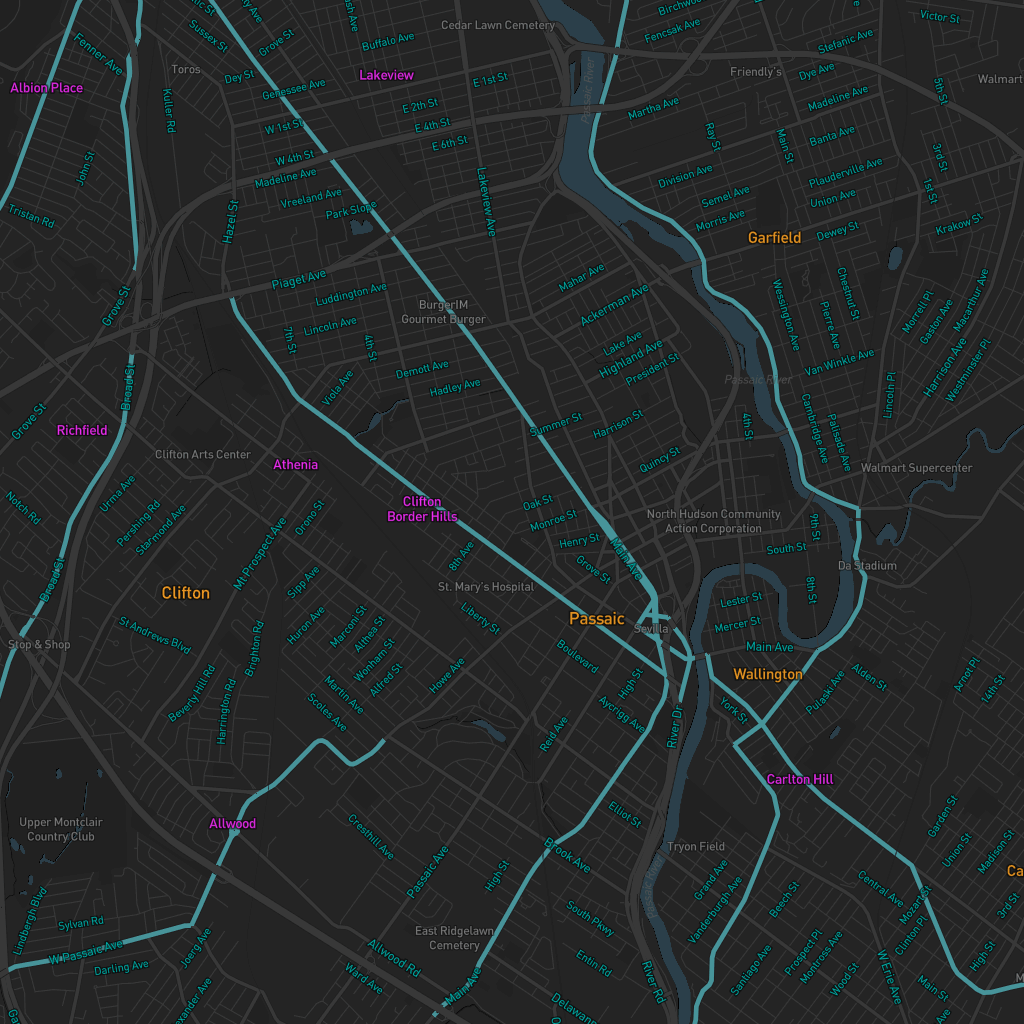 Cedar Lawn Cemetery
Birchwoo
Victor St
Sussex St
Grove St
Buffalo Ave
Fencsak Ave
Stefanic Ave
Fenner Ave
Toros
Dey St
Lakeview
E 1st St
Friendly's
Dye Ave
Walmart
Albion Place
Genessee Ave
Passaic River
5th St
Kuller Rd
E 2th St
Martha Ave
Madeline Ave
W 1st St
E 4th St
Ray St
Main St
Banta Ave
E 6th St
3rd St
John St
W 4th St
Madeline Ave
Division Ave
Plauderville Ave
Vreeland Ave
Lakeview Ave
Semel Ave
Union Ave
1st St
Tristan Rd
Hazel St
Park Slope
Morris Ave
Garfield
Dewey St
Krakow St
Piaget Ave
Mahar Ave
Luddington Ave
Ackerman Ave
Wessington Ave
Chestnut St
Grove St
BurgerIM
Gourmet Burger
Morrell Pl
Gaston Ave
Macarthur Ave
Lincoln Ave
7th St
4th St
Pierre Ave
Lake Ave
Highland Ave
President St
Demott Ave
Van Winkle Ave
Harrison Ave
Westminster Pl
Broad St
Viola Ave
Hadley Ave
Passaic River
Lincoln Pl
Grove St
Summer St
Harrison St
4th St
Cambridge Ave
Palisade Ave
Richfield
Clifton Arts Center
Athenia
Quincy St
Walmart Supercenter
Notch Rd
Urma Ave
Pershing Rd
Starmond Ave
Orono St
Clifton
Border Hills
Oak St
Monroe St
North Hudson Community
Action Corporation
9th St
Mt Prospect Ave
8th Ave
Henry St
Main Ave
South St
Broad St
Clifton
Sipp Ave
St. Mary's Hospital
Grove St
Da Stadium
8th St
Lester St
Huron Ave
Marconi St
Liberty St
Passaic
Sevilla
Mercer St
Stop & Shop
St Andrews Blvd
Brighton Rd
Althea St
Wonham St
Alfred St
Boulevard
Main Ave
Wallington
Howe Ave
High St
Alden St
Arnot Pl
14th St
Beverly Hill Rd
Harrington Rd
Martin Ave
Scoles Ave
Aycrigg Ave
River Dr
York St
Pulaski Ave
Reid Ave
Carlton Hill
Upper Montclair
Country Club
Allwood
Cresthill Ave
Elliot St
Garden St
Union St
Madison St
Brook Ave
Tryon Field
Passaic Ave
High St
Grand Ave
Vanderburgh Ave
Beech St
Central Ave
Mozart St
Clinton Pl
3rd St
Ca
Lindbergh Blvd
Sylvan Rd
East Ridgelawn
Cemetery
South Pkwy
W Passaic Ave
Darling Ave
Joerg Ave
Allwood Rd
Ward Ave
Main Ave
Entin Rd
River Rd
Santiago Ave
Prospect Pl
Montross Ave
Wood St
W Erie Ave
Main St
High St
Delawanna